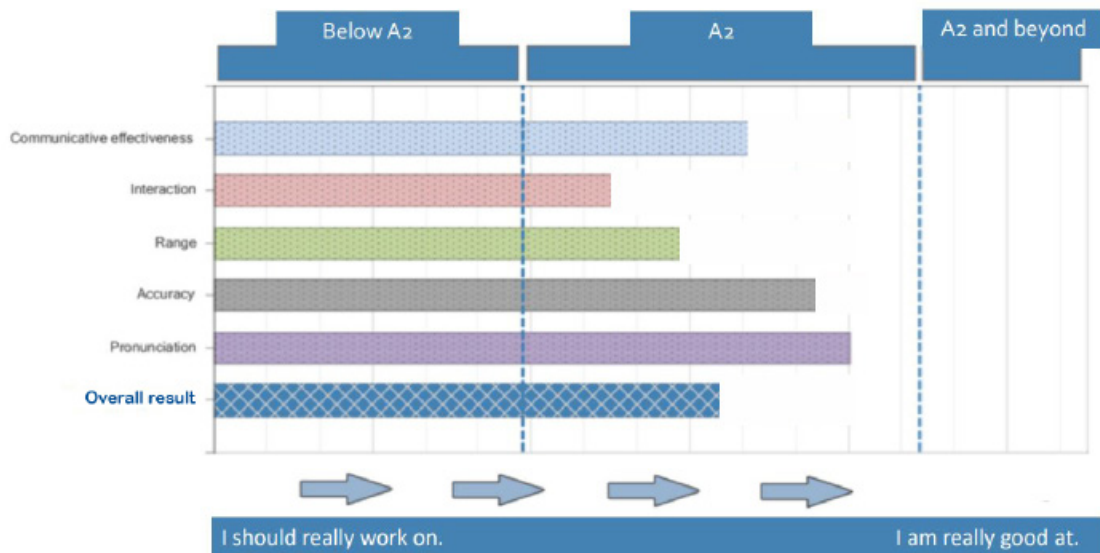 Below A2
A2
A2 and beyond
Communicative effectiveness
Interaction
Range
Accuracy
Pronunciation
Overall result
I should really work on.
I am really good at.